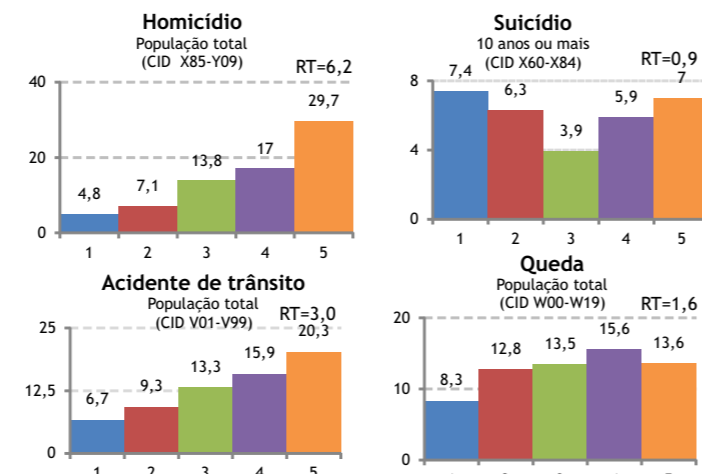 Homicídio
População total
(CID X85-Y09)
RT=6,2
40
20
0
4,8
7,1
13,8
17
29,7
1 2 3 4 5
Suicídio
10 anos ou mais
(CID X60-X84)
RT=0,9
8
4
0
7,4
6,3
3,9
5,9
7
1 2 3 4 5
Acidente de trânsito
População total
(CID V01-V99)
RT=3,0
25
12,5
0
6,7
9,3
13,3
15,9
20,3
1 2 3 4 5
Queda
População total
(CID W00-W19)
RT=1,6
20
10
0
8,3
12,8
13,5
15,6
13,6